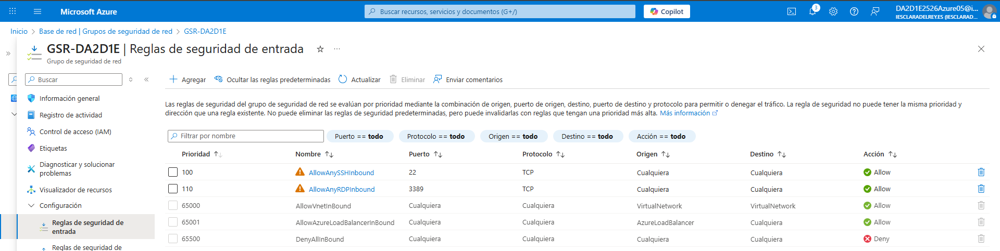 Microsoft Azure
Buscar recursos, servicios y documentos (G+/)
Copilot
3
DA2D1E2526Azure05@i...
IESCLARADELREY.ES (IESCLARAD...
Inicio > Base de red | Grupos de seguridad de red > GSR-DA2D1E
GSR-DA2D1E | Reglas de seguridad de entrada
Grupo de seguridad de red
Buscar
Agregar Ocultar las reglas predeterminadas Actualizar Eliminar Enviar comentarios
Información general
Registro de actividad
Control de acceso (IAM)
Etiquetas
Diagnosticar y solucionar
problemas
Visualizador de recursos
Configuración
Reglas de seguridad de
entrada
Reglas de seguridad de
Las reglas de seguridad del grupo de seguridad de red se evalúan por prioridad mediante la combinación de origen, puerto de origen, destino, puerto de destino y protocolo para permitir o denegar el tráfico. La regla de seguridad no puede tener la misma prioridad y
dirección que una regla existente. No puede eliminar las reglas de seguridad predeterminadas, pero puede invalidarlas con reglas que tengan una prioridad más alta. Más información
Filtrar por nombre
Puerto == todo Protocolo == todo Origen == todo Destino == todo Acción == todo
Prioridad Nombre Puerto Protocolo Origen Destino Acción
100 AllowAnySSHInbound 22 TCP Cualquiera Cualquiera Allow
110 AllowAnyRDPInbound 3389 TCP Cualquiera Cualquiera Allow
65000 AllowVnetInBound Cualquiera Cualquiera VirtualNetwork VirtualNetwork Allow
65001 AllowAzureLoadBalancerInBound Cualquiera Cualquiera AzureLoadBalancer Cualquiera Allow
65500 DenyAllInBound Cualquiera Cualquiera Cualquiera Cualquiera Deny